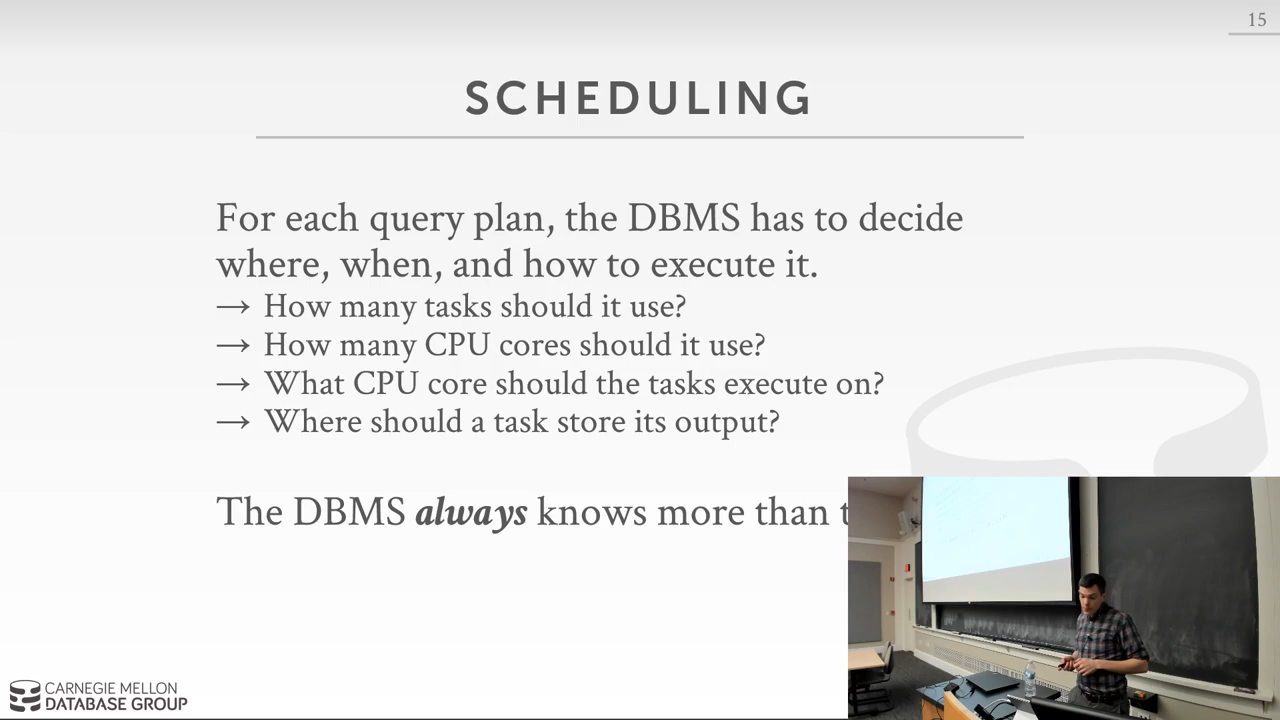 15
SCHEDULING
For each query plan, the DBMS has to decide
where, when, and how to execute it.
→ How many tasks should it use?
→ How many CPU cores should it use?
→ What CPU core should the tasks execute on?
→ Where should a task store its output?
The DBMS always knows more than
CARNEGIE MELLON
DATABASE GROUP